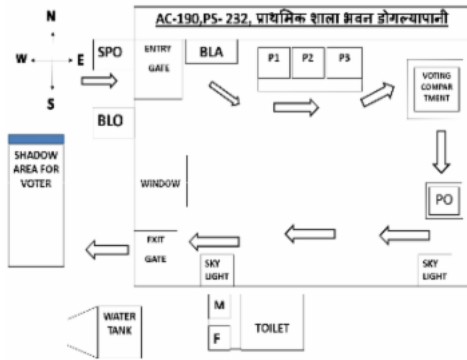 AC-190,PS- 232, प्राथमिक शाला भवन डोगल्यापानी
N
W
E
S
SPO
ENTRY
GATE
BLA
P1
P2
P3
VOTING
COMPAR
TMENT
BLO
SHADOW
AREA FOR
VOTER
WINDOW
PO
EXIT
GATE
SKY
LIGHT
SKY
LIGHT
WATER
TANK
M
F
TOILET